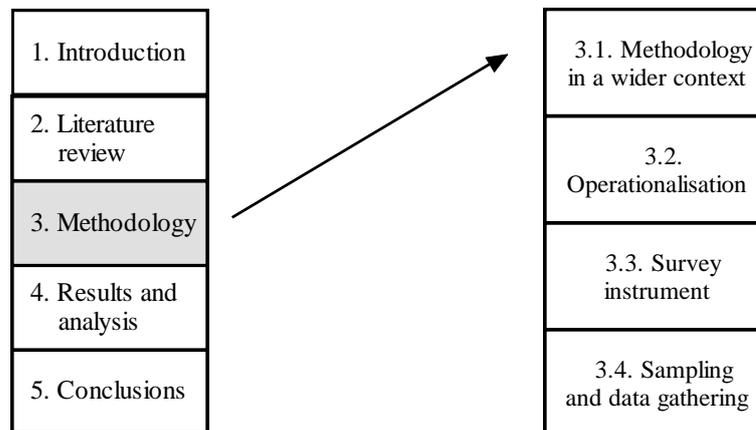 1. Introduction
2. Literature
review
3. Methodology
4. Results and
analysis
5. Conclusions
3.1. Methodology
in a wider context
3.2.
Operationalisation
3.3. Survey
instrument
3.4. Sampling
and data gathering